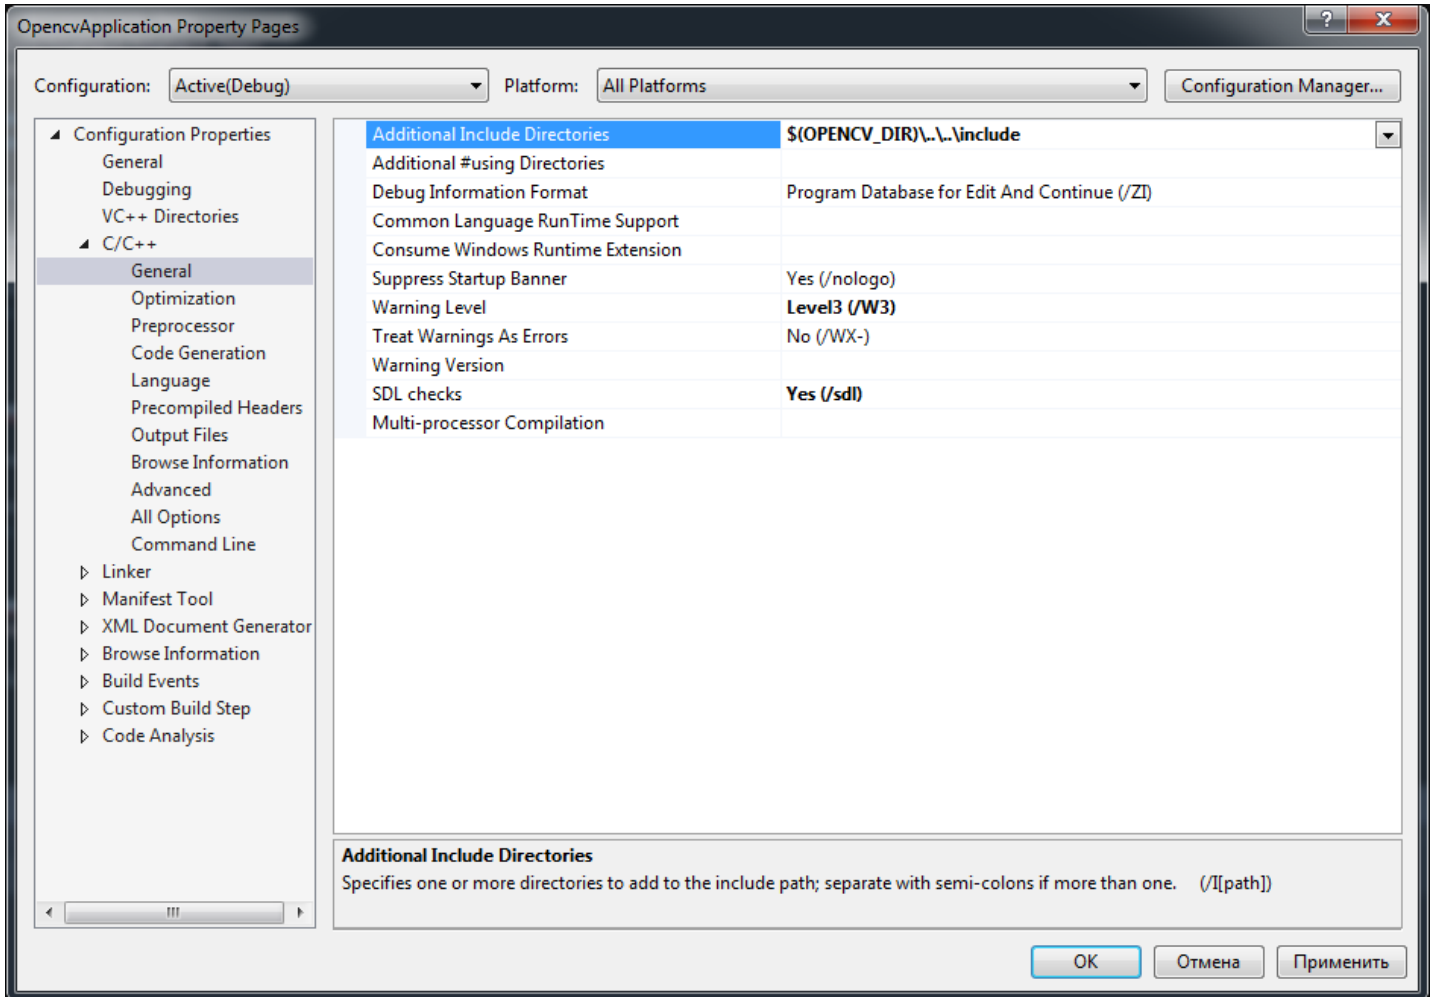 OpencvApplication Property Pages
Configuration: Active(Debug) Platform: All Platforms Configuration Manager...
Configuration Properties
General
Debugging
VC++ Directories
C/C++
General
Optimization
Preprocessor
Code Generation
Language
Precompiled Headers
Output Files
Browse Information
Advanced
All Options
Command Line
Linker
Manifest Tool
XML Document Generator
Browse Information
Build Events
Custom Build Step
Code Analysis
Additional Include Directories $(OPENCV_DIR)\..\..\include
Additional #using Directories
Debug Information Format Program Database for Edit And Continue (/ZI)
Common Language RunTime Support
Consume Windows Runtime Extension
Suppress Startup Banner Yes (/nologo)
Warning Level Level3 (/W3)
Treat Warnings As Errors No (/WX-)
Warning Version
SDL checks Yes (/sdl)
Multi-processor Compilation
Additional Include Directories
Specifies one or more directories to add to the include path; separate with semi-colons if more than one. (/I[path])
OK Отмена Применить